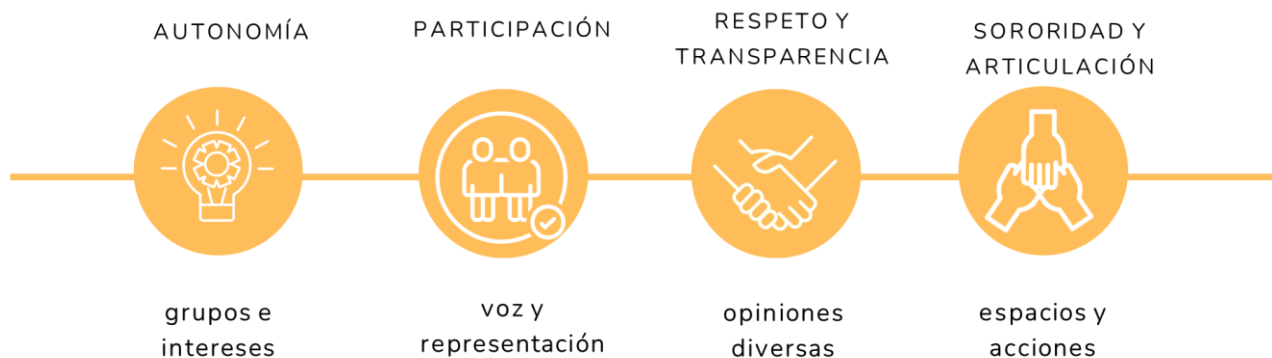 AUTONOMÍA
PARTICIPACIÓN
RESPETO Y
TRANSPARENCIA
SORORIDAD Y
ARTICULACIÓN
grupos e
intereses
voz y
representación
opiniones
diversas
espacios y
acciones